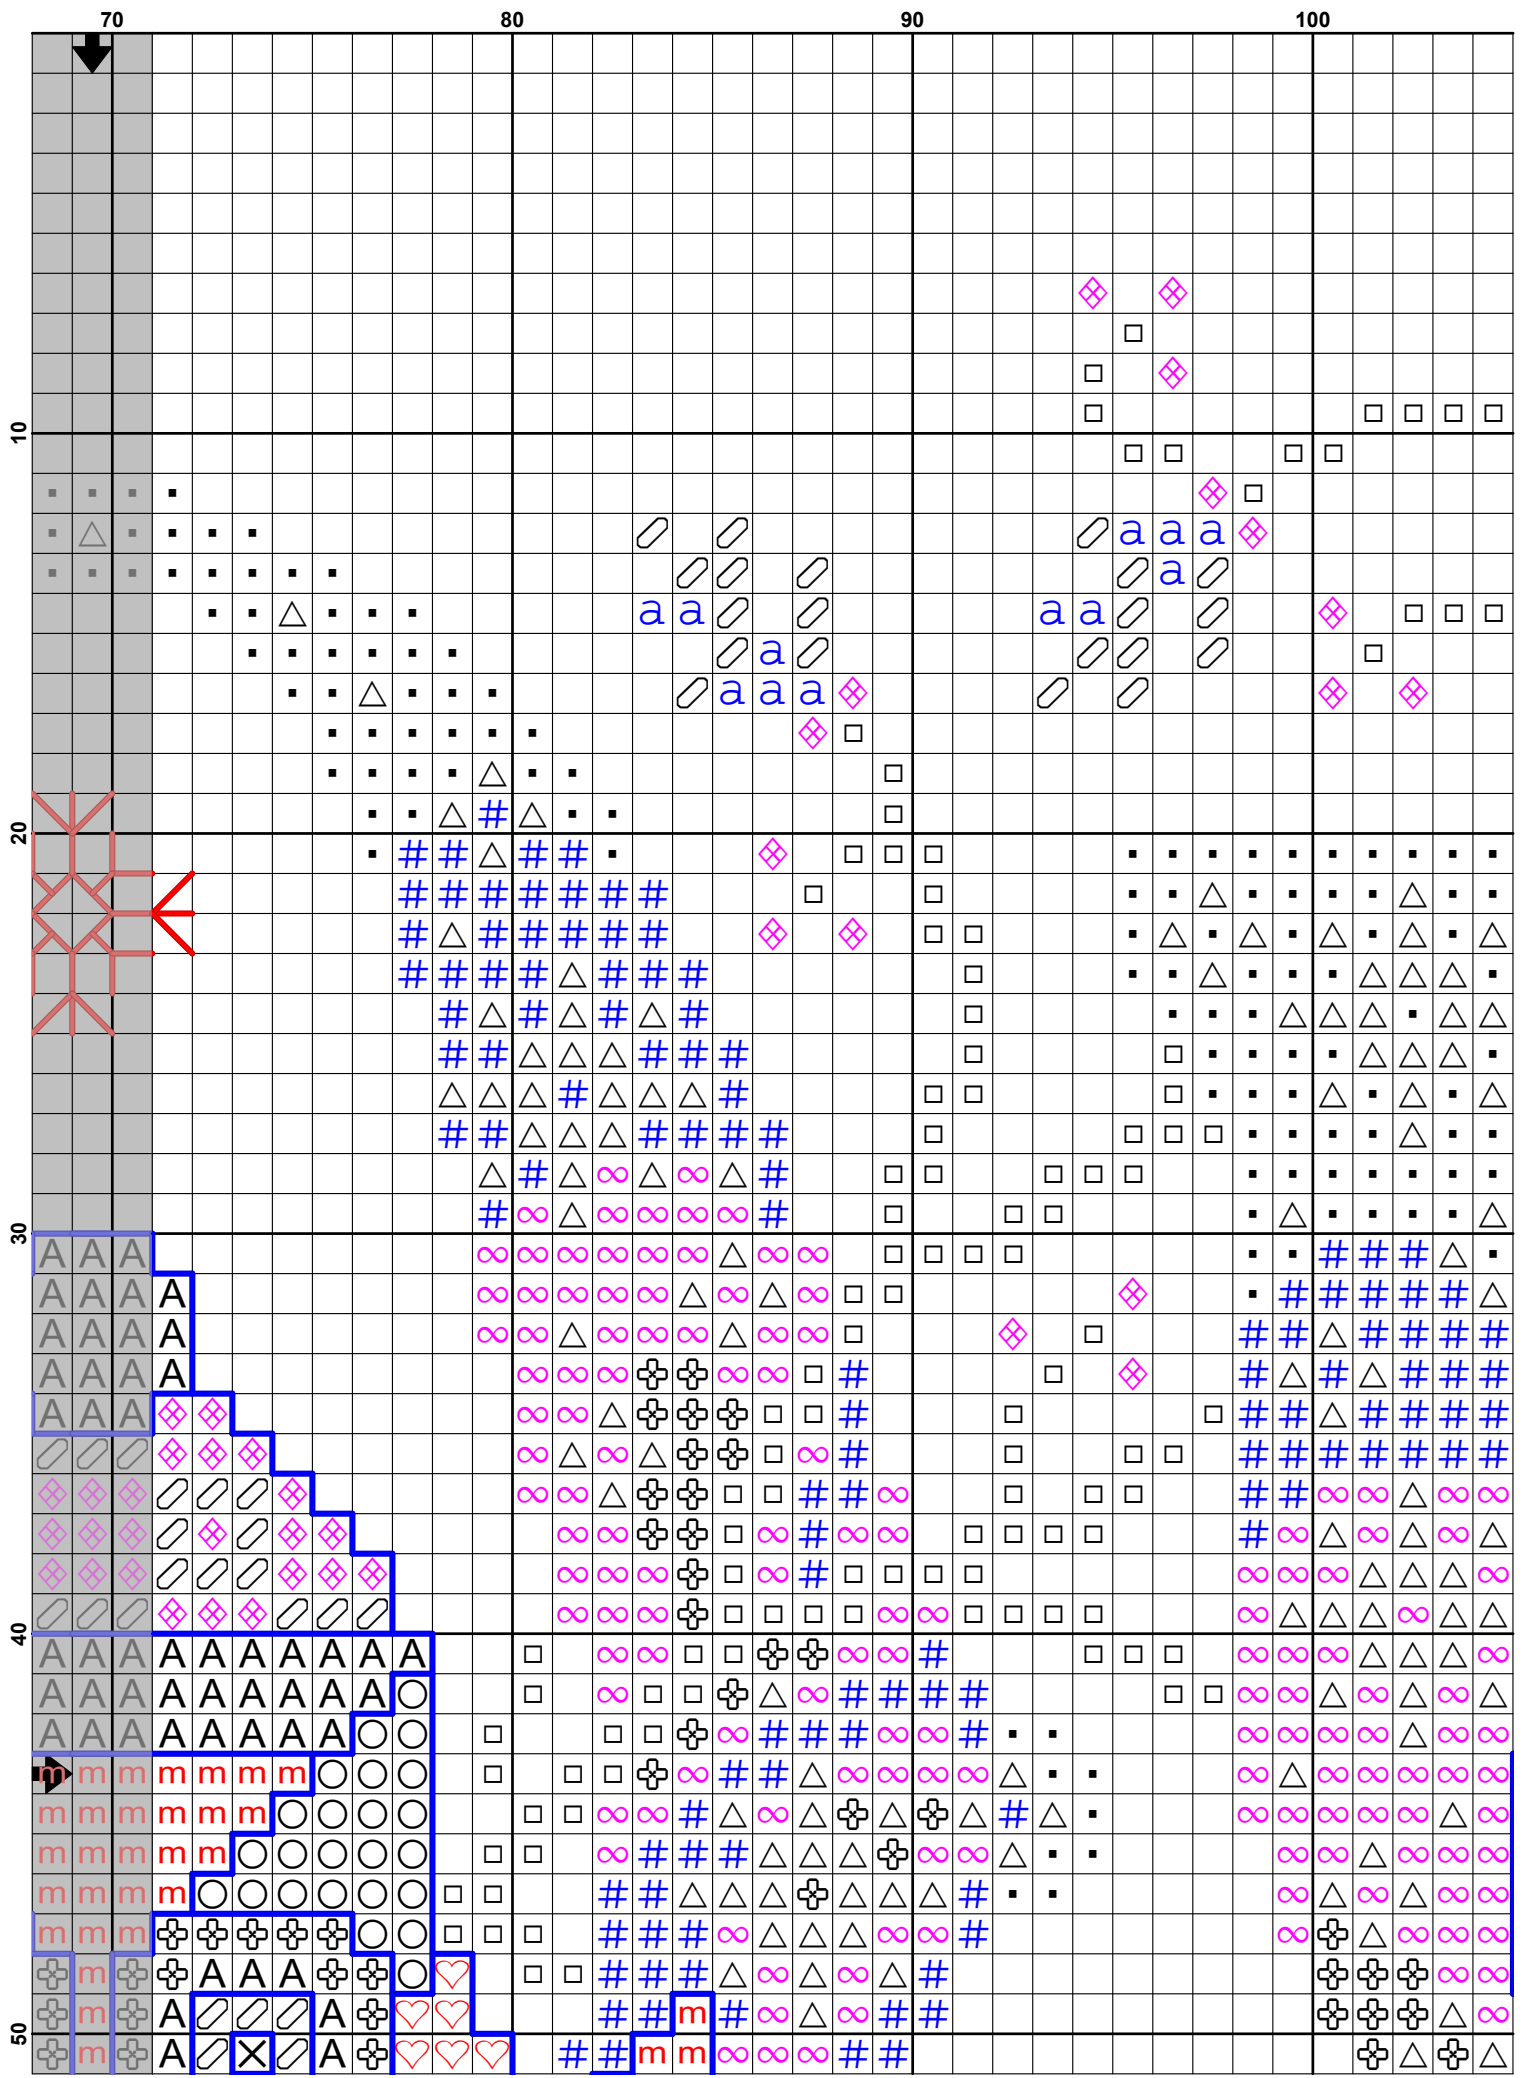 70 80 90 100
10
a a a
a
a a a a
a
a a a
20
30
A A A
A A A A
A A A A
A A A A
A A A
40
A A A A A A A A A A
A A A A A A A A A
A A A A A A A A
m m m m m m m
m m m m m m
m m m m m
m m m m
m m m
m A A A
m A A m
50
m A A m m